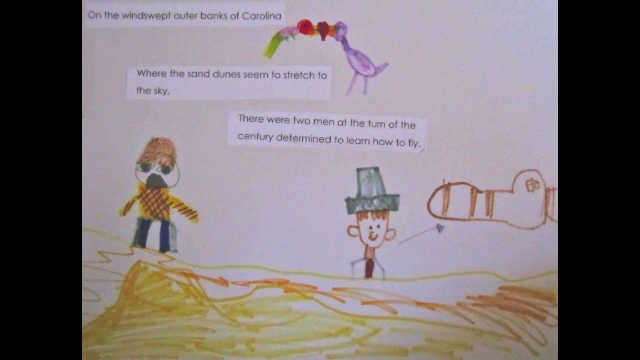 On the windswept outer banks of Carolina
Where the sand dunes seem to stretch to
the sky,
There were two men at the turn of the
century determined to learn how to fly.